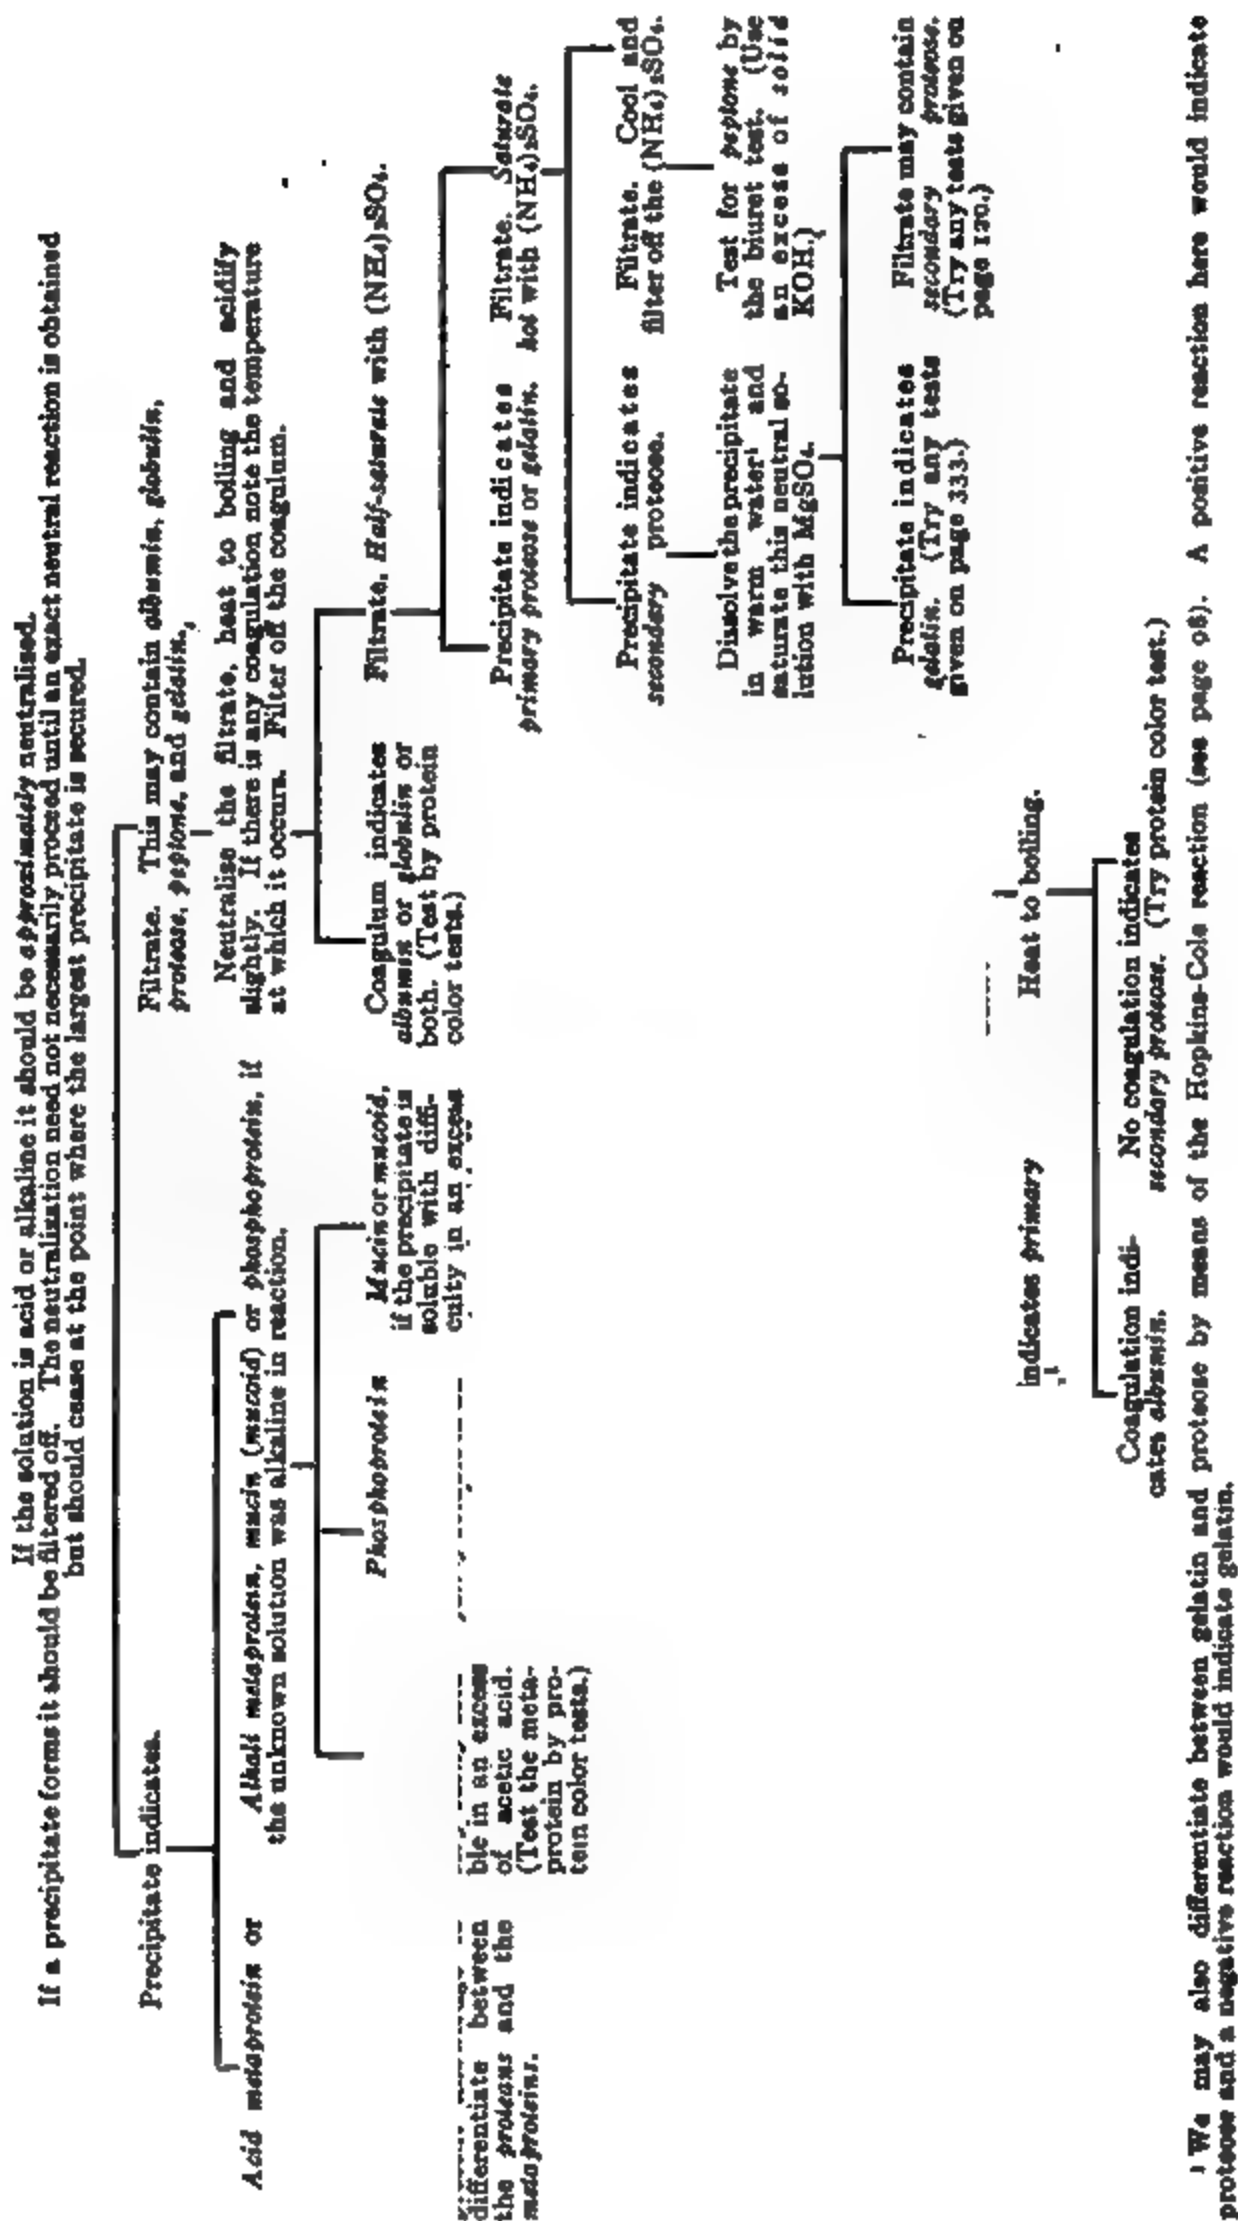 If the solution is acid or alkaline it should be approximately neutralised.
If a precipitate forms it should be filtered off. The neutralization need not necessarily proceed until an exact neutral reaction is obtained
but should cease at the point where the largest precipitate is secured.
Precipitate indicates.
Filtrate. This may contain albumin, globulin,
proteose, peptone, and gelatin.
Acid metaprotein or
Alkali metaprotein, mucin (mucoid) or phosphoprotein, if
the unknown solution was alkaline in reaction.
Neutralise the filtrate, heat to boiling and acidify
slightly. If there is any coagulation note the temperature
at which it occurs. Filter off the coagulum.
differentiate between
the proteans and the
metaproteins.
ble in an excess
of acetic acid.
(Test the meta-
protein by pro-
tein color tests.)
Phosphoprotein
Mucin or mucoid,
if the precipitate is
soluble with diffi-
culty in an excess
Coagulum indicates
albumin or globulin or
both. (Test by protein
color tests.)
Filtrate. Half-saturate with (NH4)2SO4.
Precipitate indicates
primary proteose or gelatin.
Filtrate. Saturate
hot with (NH4)2SO4.
Precipitate indicates
secondary proteose.
Filtrate. Cool and
filter off the (NH4)2SO4.
Dissolve the precipitate
in warm water¹ and
saturate this neutral so-
lution with MgSO4.
Test for peptone by
the biuret test. (Use
an excess of solid
KOH.)
Precipitate indicates
gelatin. (Try any tests
given on page 333.)
Filtrate may contain
secondary proteose.
(Try any tests given on
page 120.)
indicates primary
Heat to boiling.
Coagulation indi-
cates albumin.
No coagulation indicates
secondary proteose. (Try protein color test.)
¹ We may also differentiate between gelatin and proteose by means of the Hopkins-Cole reaction (see page 98). A positive reaction here would indicate
proteose and a negative reaction would indicate gelatin.